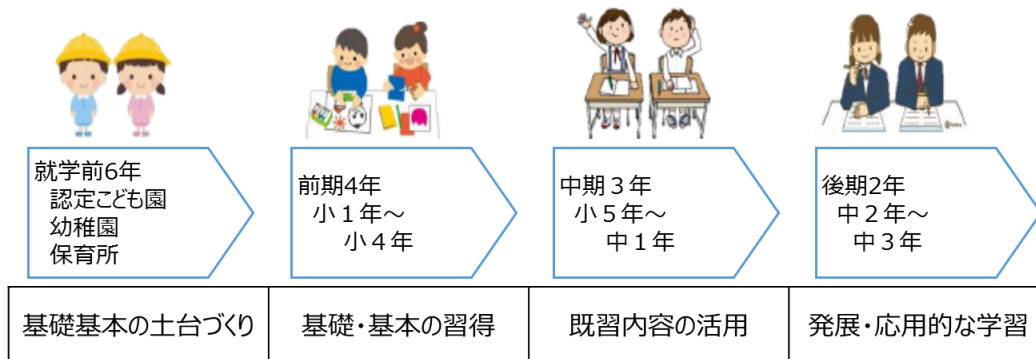 就学前6年
認定こども園
幼稚園
保育所
前期4年
小１年～
小４年
中期３年
小５年～
中１年
後期2年
中２年～
中３年
基礎基本の土台づくり
基礎・基本の習得
既習内容の活用
発展・応用的な学習